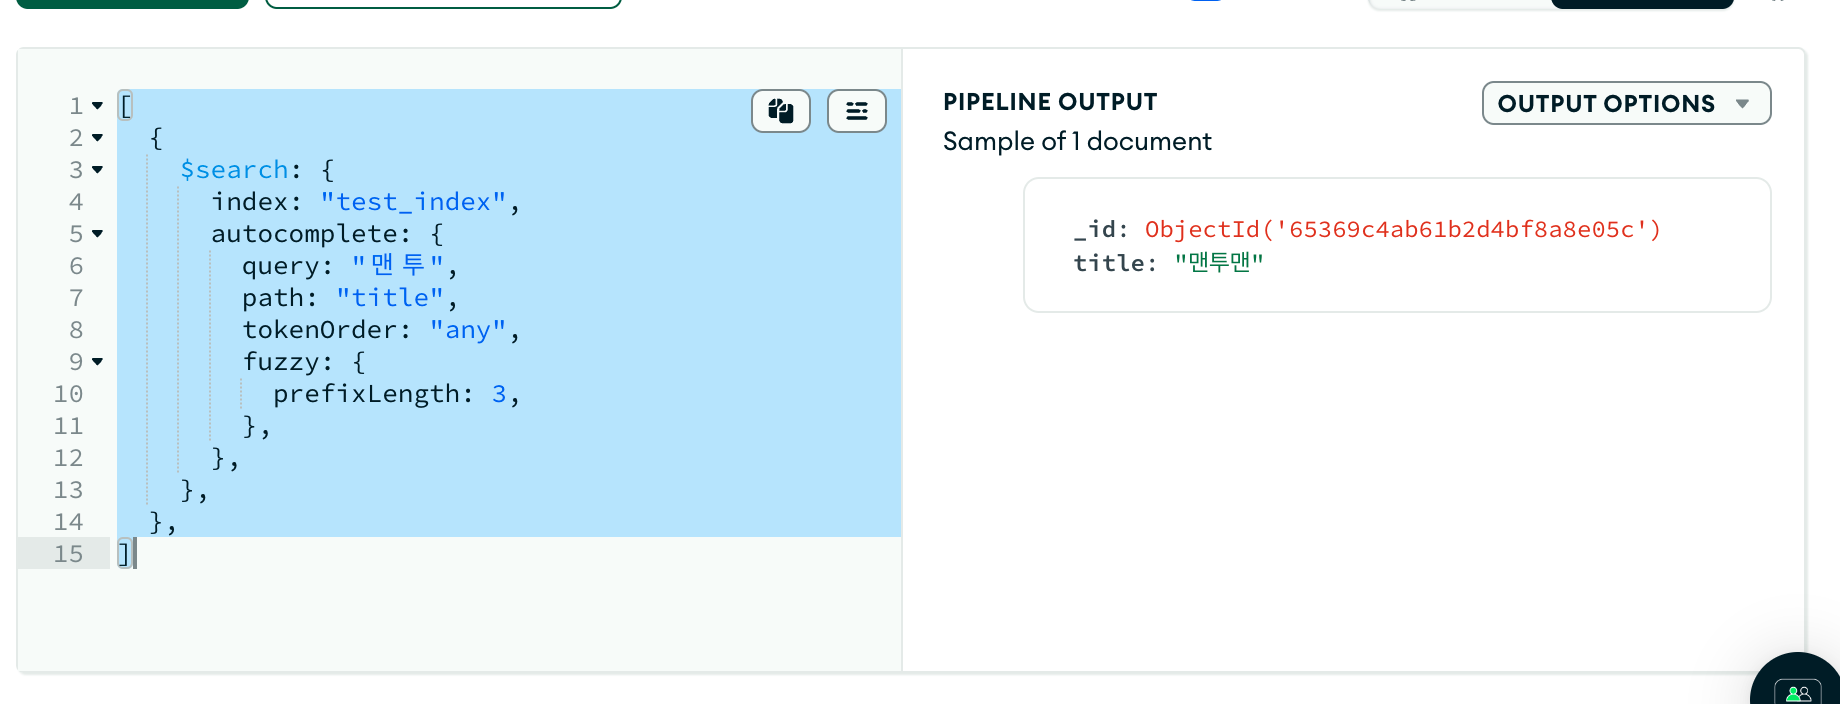 1 [
2 {
3 $search: {
4 index: "test_index",
5 autocomplete: {
6 query: "맨투",
7 path: "title",
8 tokenOrder: "any",
9 fuzzy: {
10 prefixLength: 3,
11 },
12 },
13 },
14 },
15 ]
PIPELINE OUTPUT
OUTPUT OPTIONS
Sample of 1 document
_id: ObjectId('65369c4ab61b2d4bf8a8e05c')
title: "맨투맨"